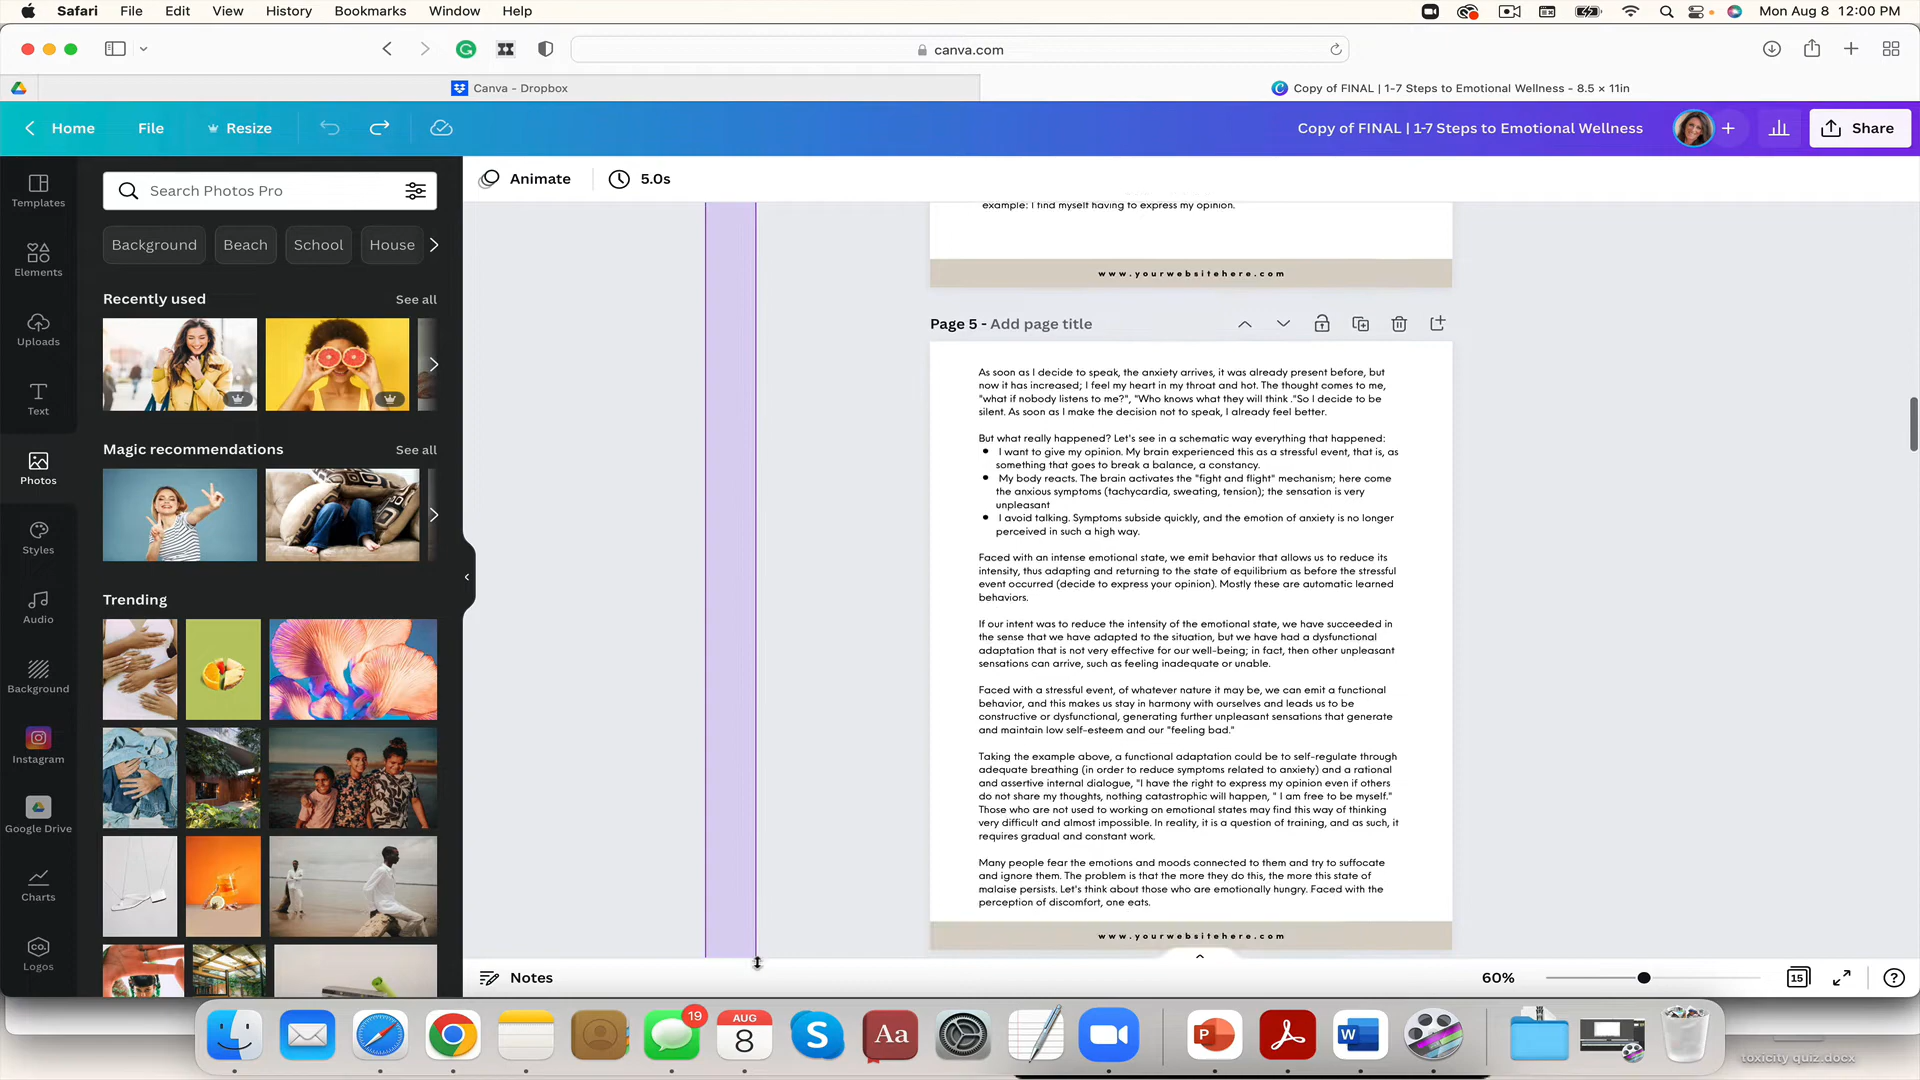 Safari File Edit View History Bookmarks Window Help Mon Aug 8 12:00 PM
canva.com
Canva - Dropbox
Copy of FINAL | 1-7 Steps to Emotional Wellness - 8.5 × 11in
Home File Resize
Copy of FINAL | 1-7 Steps to Emotional Wellness
Share
Templates
Elements
Uploads
Text
Photos
Styles
Audio
Background
Instagram
Google Drive
Charts
CO.
Logos
Search Photos Pro
Background Beach School House
Recently used See all
Magic recommendations See all
Trending
Animate 5.0s
example: I find myself having to express my opinion.
www.yourwebsitehere.com
Page 5 - Add page title
As soon as I decide to speak, the anxiety arrives, it was already present before, but
now it has increased; I feel my heart in my throat and hot. The thought comes to me,
"what if nobody listens to me?", "Who knows what they will think ."So I decide to be
silent. As soon as I make the decision not to speak, I already feel better.
But what really happened? Let's see in a schematic way everything that happened:
• I want to give my opinion. My brain experienced this as a stressful event, that is, as
something that goes to break a balance, a constancy.
• My body reacts. The brain activates the "fight and flight" mechanism; here come
the anxious symptoms (tachycardia, sweating, tension); the sensation is very
unpleasant
• I avoid talking. Symptoms subside quickly, and the emotion of anxiety is no longer
perceived in such a high way.
Faced with an intense emotional state, we emit behavior that allows us to reduce its
intensity, thus adapting and returning to the state of equilibrium as before the stressful
event occurred (decide to express your opinion). Mostly these are automatic learned
behaviors.
If our intent was to reduce the intensity of the emotional state, we have succeeded in
the sense that we have adapted to the situation, but we have had a dysfunctional
adaptation that is not very effective for our well-being; in fact, then other unpleasant
sensations can arrive, such as feeling inadequate or unable.
Faced with a stressful event, of whatever nature it may be, we can emit a functional
behavior, and this makes us stay in harmony with ourselves and leads us to be
constructive or dysfunctional, generating further unpleasant sensations that generate
and maintain low self-esteem and our "feeling bad."
Taking the example above, a functional adaptation could be to self-regulate through
adequate breathing (in order to reduce symptoms related to anxiety) and a rational
and assertive internal dialogue, "I have the right to express my opinion even if others
do not share my thoughts, nothing catastrophic will happen, " I am free to be myself."
Those who are not used to working on emotional states may find this way of thinking
very difficult and almost impossible. In reality, it is a question of training, and as such, it
requires gradual and constant work.
Many people fear the emotions and moods connected to them and try to suffocate
and ignore them. The problem is that the more they do this, the more this state of
malaise persists. Let's think about those who are emotionally hungry. Faced with the
perception of discomfort, one eats.
www.yourwebsitehere.com
Notes 60% 15
19
AUG
8
Aa
toxicity quiz.docx